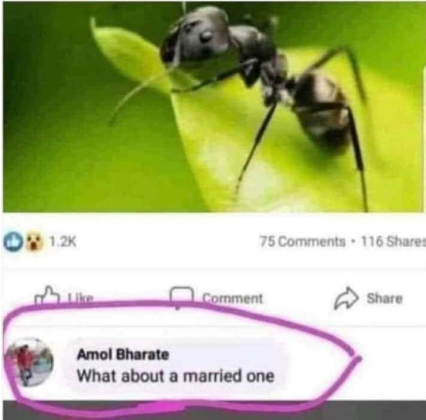 1.2K
75 Comments • 116 Shares
Like
Comment
Share
Amol Bharate
What about a married one